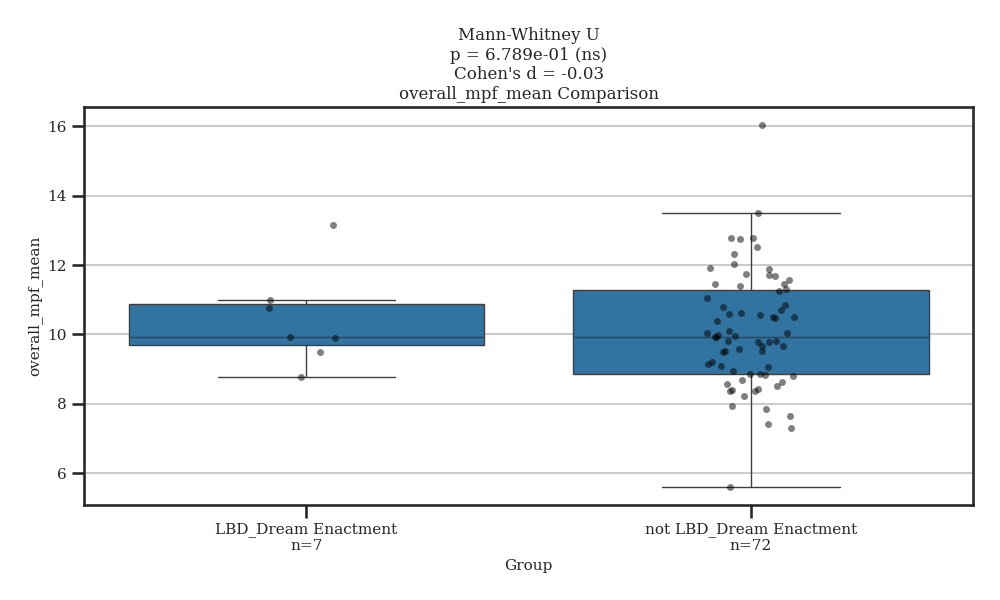 Mann-Whitney U
p = 6.789e-01 (ns)
Cohen's d = -0.03
overall_mpf_mean Comparison
16
14
12
10
8
6
overall_mpf_mean
LBD_Dream Enactment
n=7
not LBD_Dream Enactment
n=72
Group